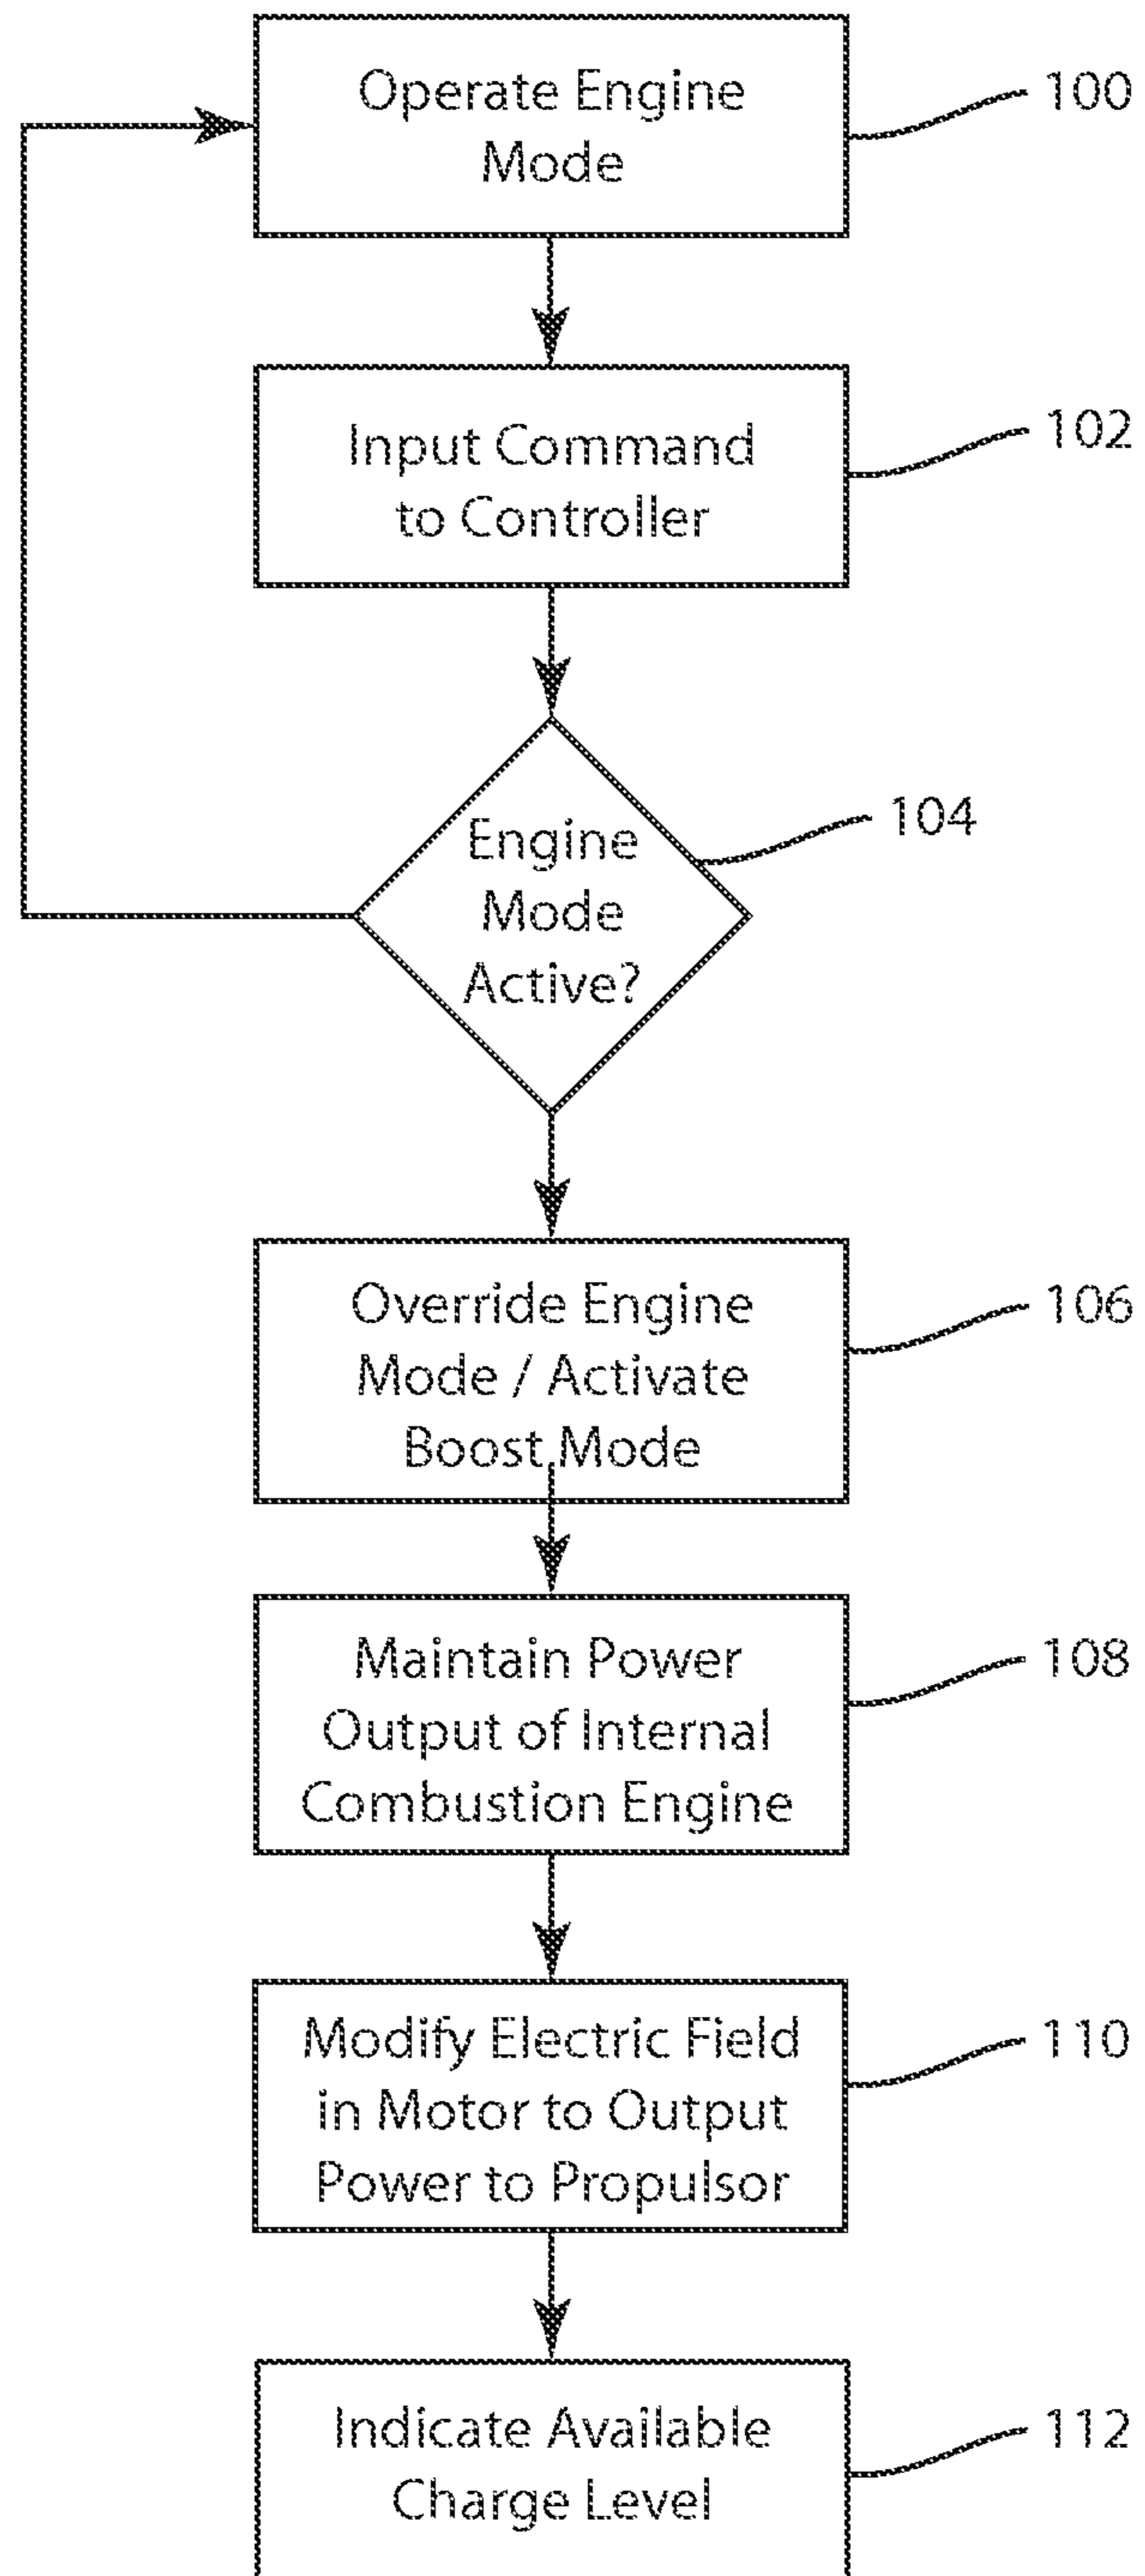 Operate Engine
Mode
100
Input Command
to Controller
102
Engine
Mode
Active?
104
Override Engine
Mode / Activate
Boost Mode
106
Maintain Power
Output of Internal
Combustion Engine
108
Modify Electric Field
in Motor to Output
Power to Propulsor
110
Indicate Available
Charge Level
112